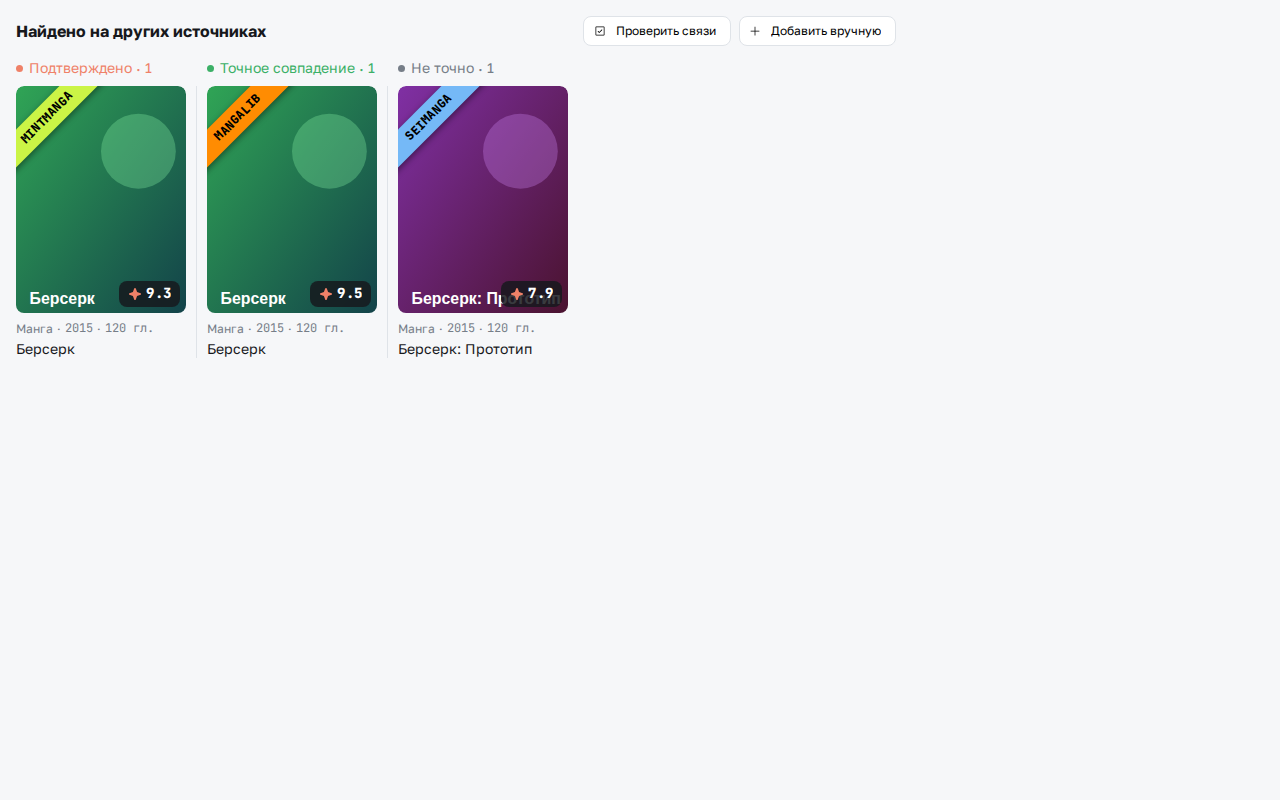 Найдено на других источниках
Проверить связи
Добавить вручную
Подтверждено · 1
Точное совпадение · 1
Не точно · 1
MINTMANGA
Берсерк
9.3
Манга · 2015 · 120 гл.
Берсерк
MANGALIB
Берсерк
9.5
Манга · 2015 · 120 гл.
Берсерк
SEIMANGA
Берсерк: Прототип
7.9
Манга · 2015 · 120 гл.
Берсерк: Прототип